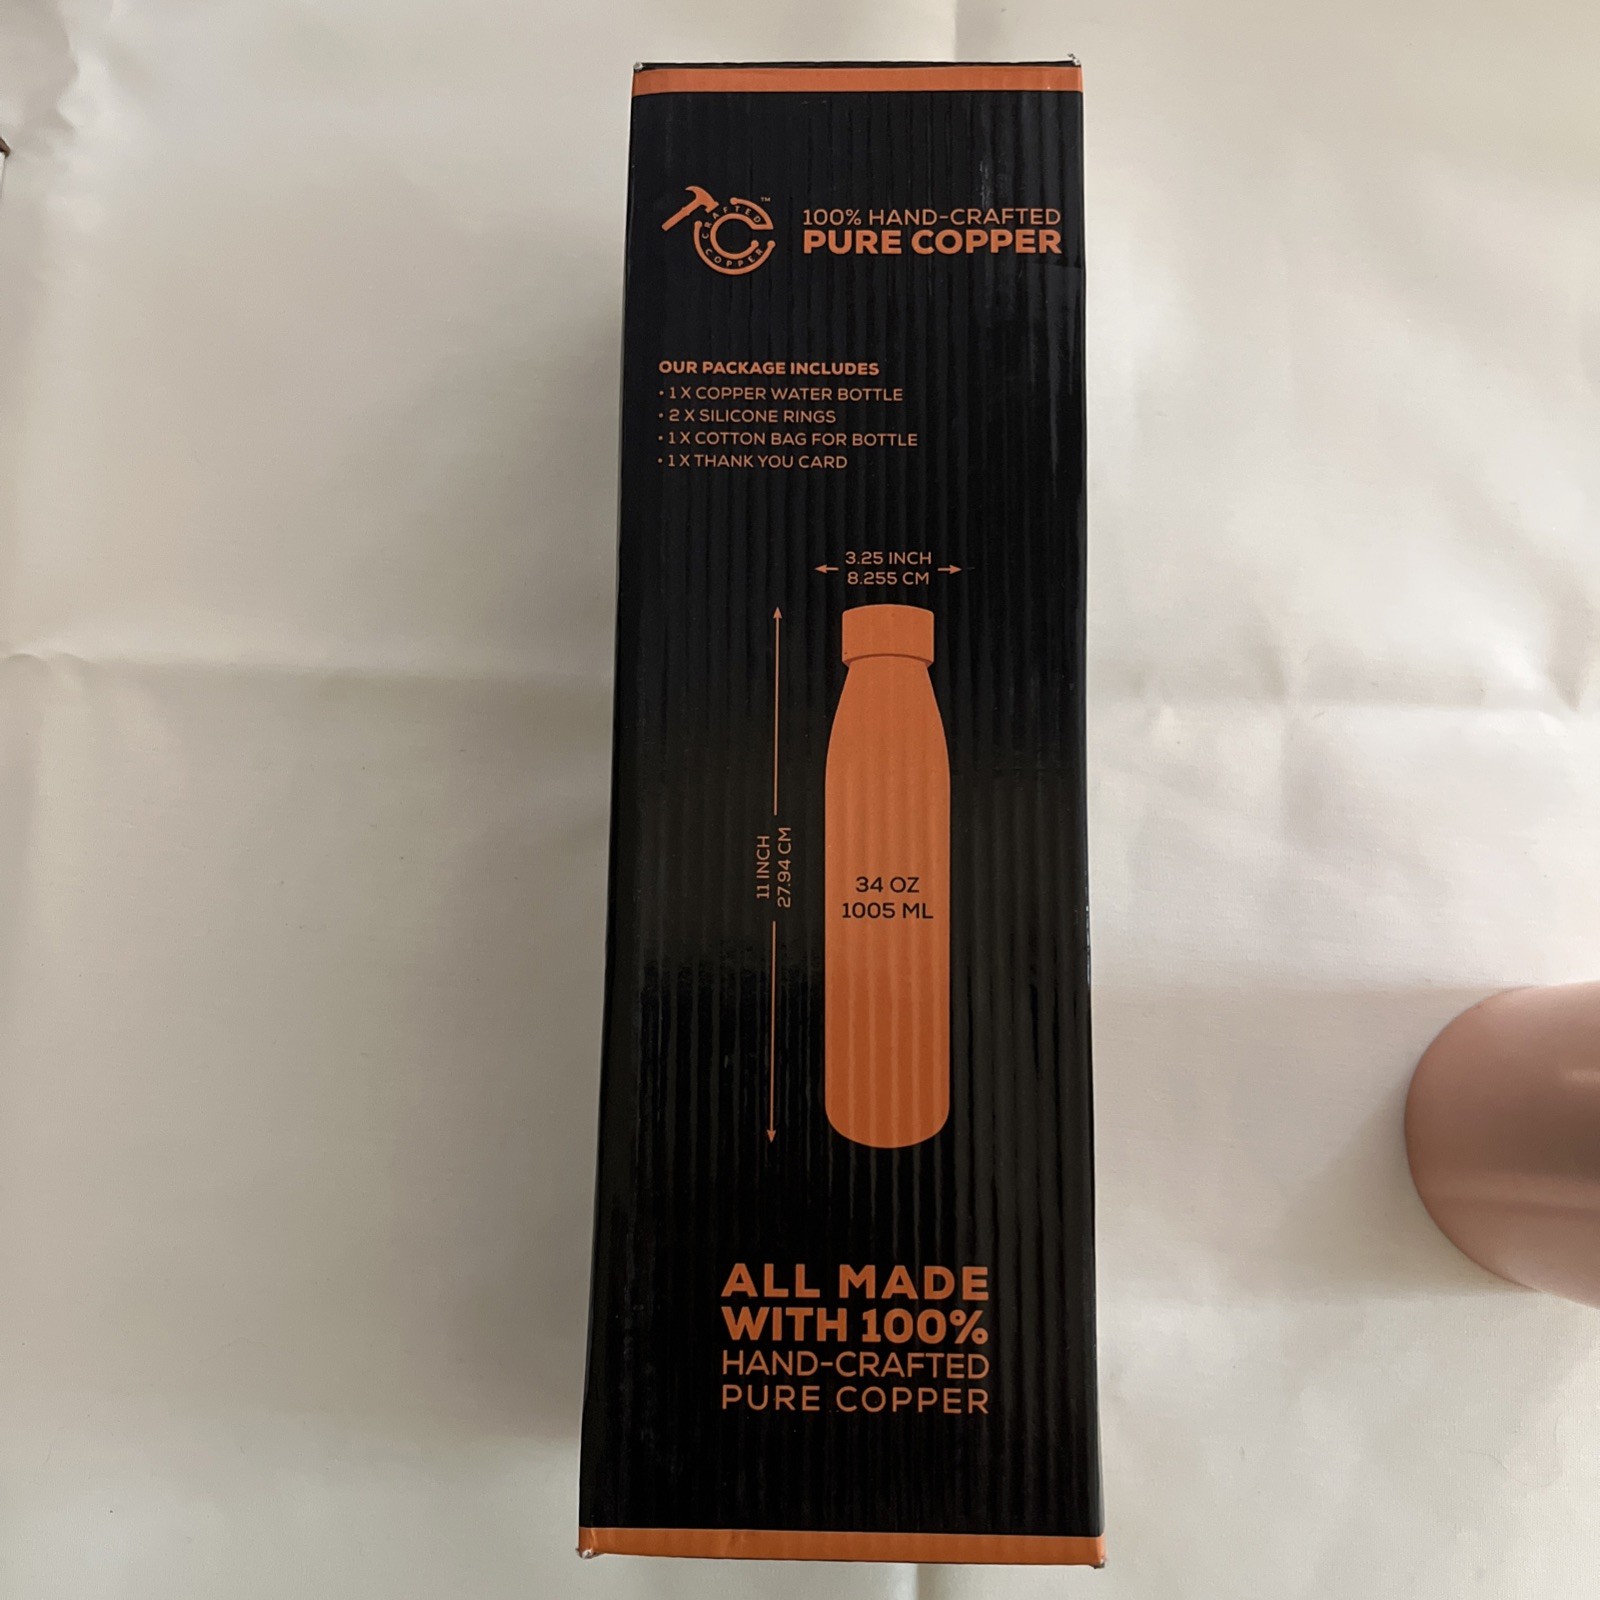 CRAFTED
COPPER
™
100% HAND-CRAFTED
PURE COPPER
OUR PACKAGE INCLUDES
• 1 X COPPER WATER BOTTLE
• 2 X SILICONE RINGS
• 1 X COTTON BAG FOR BOTTLE
• 1 X THANK YOU CARD
3.25 INCH
8.255 CM
11 INCH
27.94 CM
34 OZ
1005 ML
ALL MADE
WITH 100%
HAND-CRAFTED
PURE COPPER